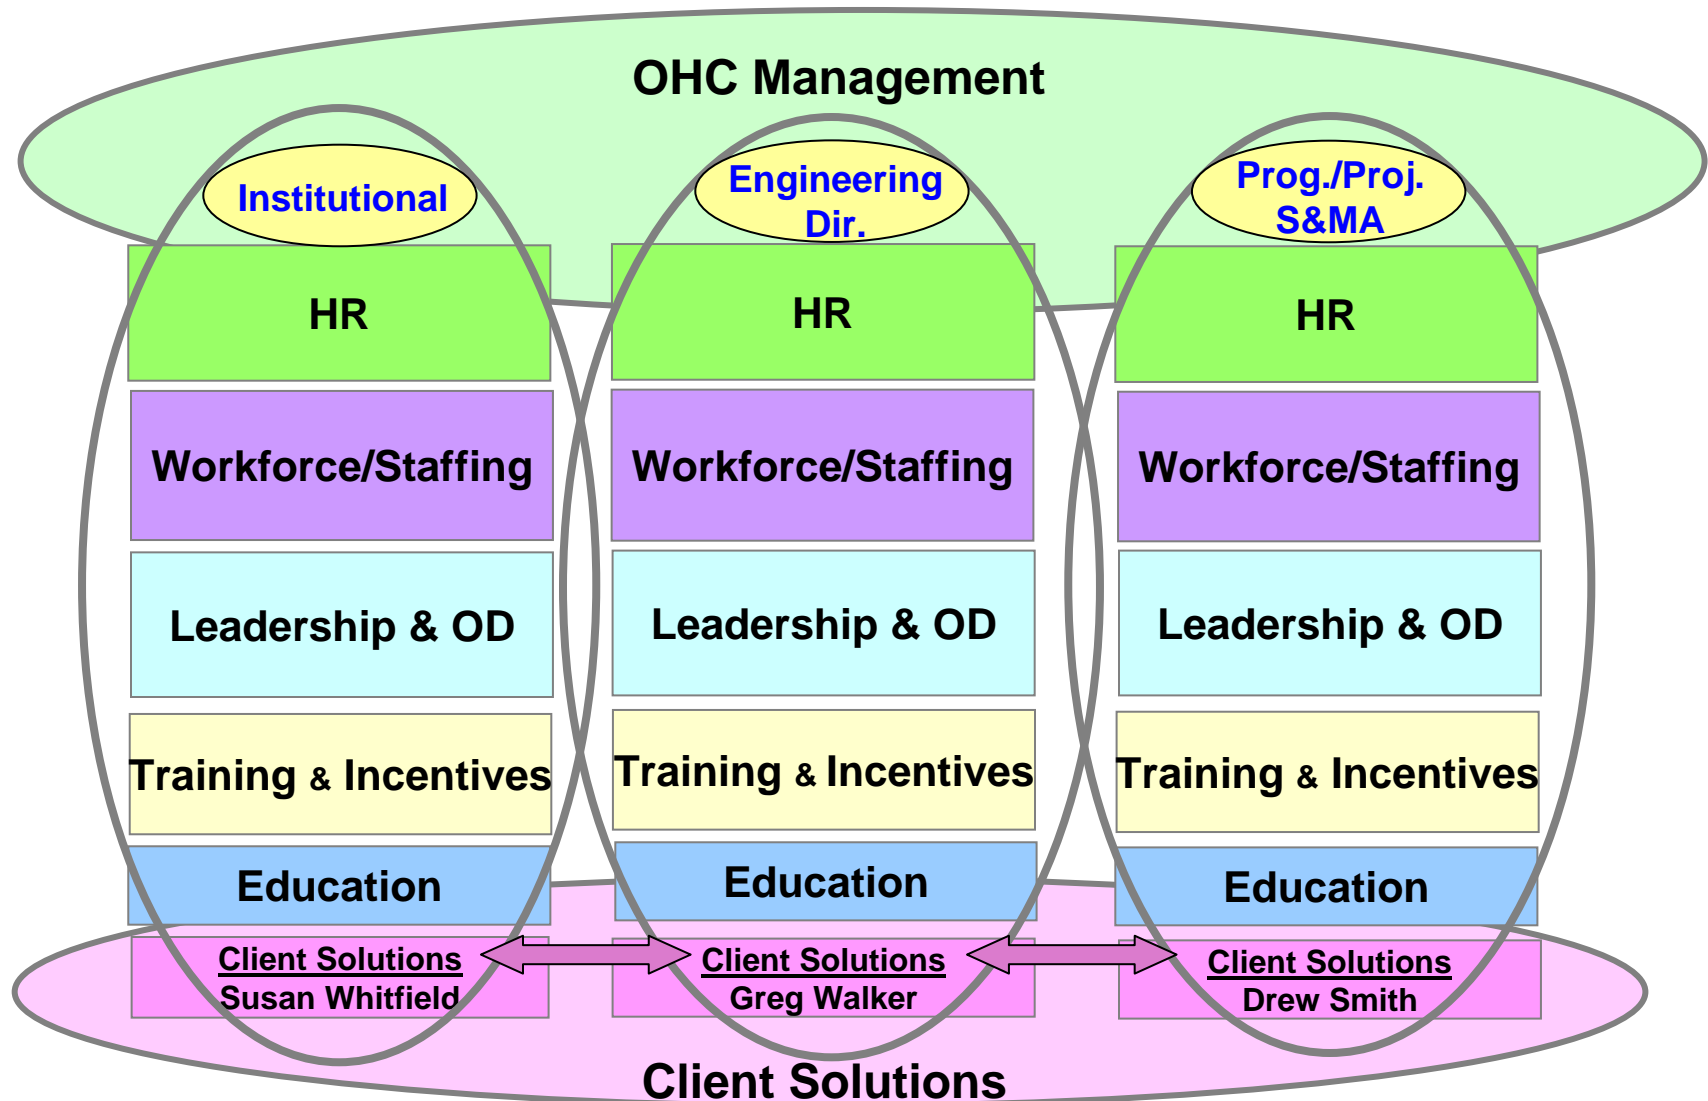 OHC Management
Institutional
Engineering
Dir.
Prog./Proj.
S&MA
HR
HR
HR
Workforce/Staffing
Workforce/Staffing
Workforce/Staffing
Leadership & OD
Leadership & OD
Leadership & OD
Training & Incentives
Training & Incentives
Training & Incentives
Education
Education
Education
Client Solutions
Susan Whitfield
Client Solutions
Greg Walker
Client Solutions
Drew Smith
Client Solutions